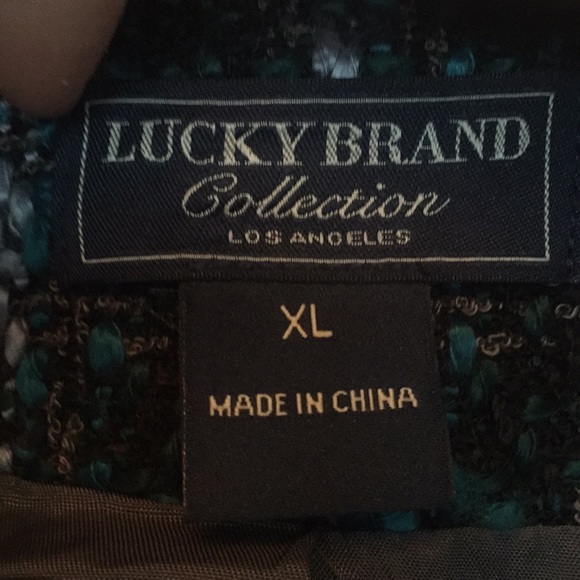 LUCKY BRAND
Collection
LOS ANGELES
XL
MADE IN CHINA